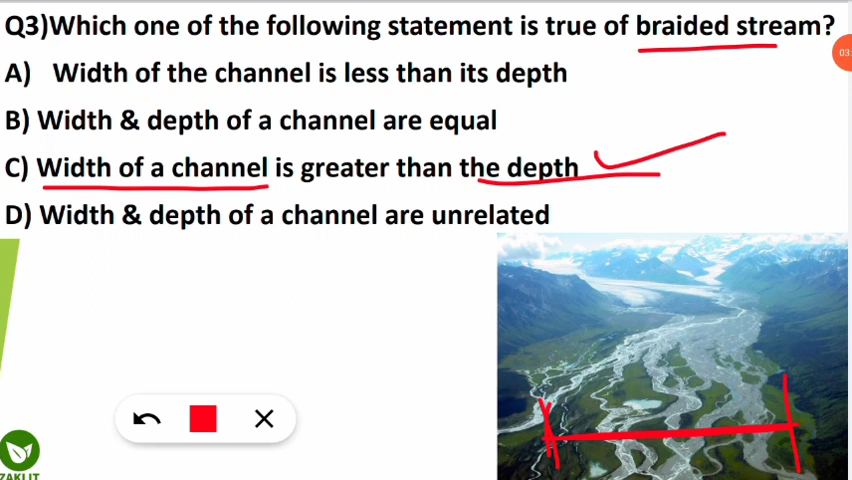 Q3)Which one of the following statement is true of braided stream?
03:
A) Width of the channel is less than its depth
B) Width & depth of a channel are equal
C) Width of a channel is greater than the depth
D) Width & depth of a channel are unrelated
ZAKLIT